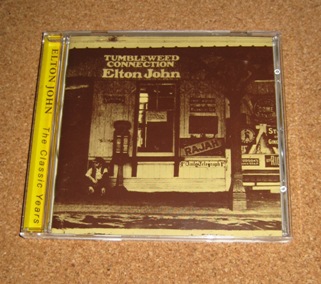 TUMBLEWEED
CONNECTION
Elton John
RAJAH
ELTON JOHN The Classic Years